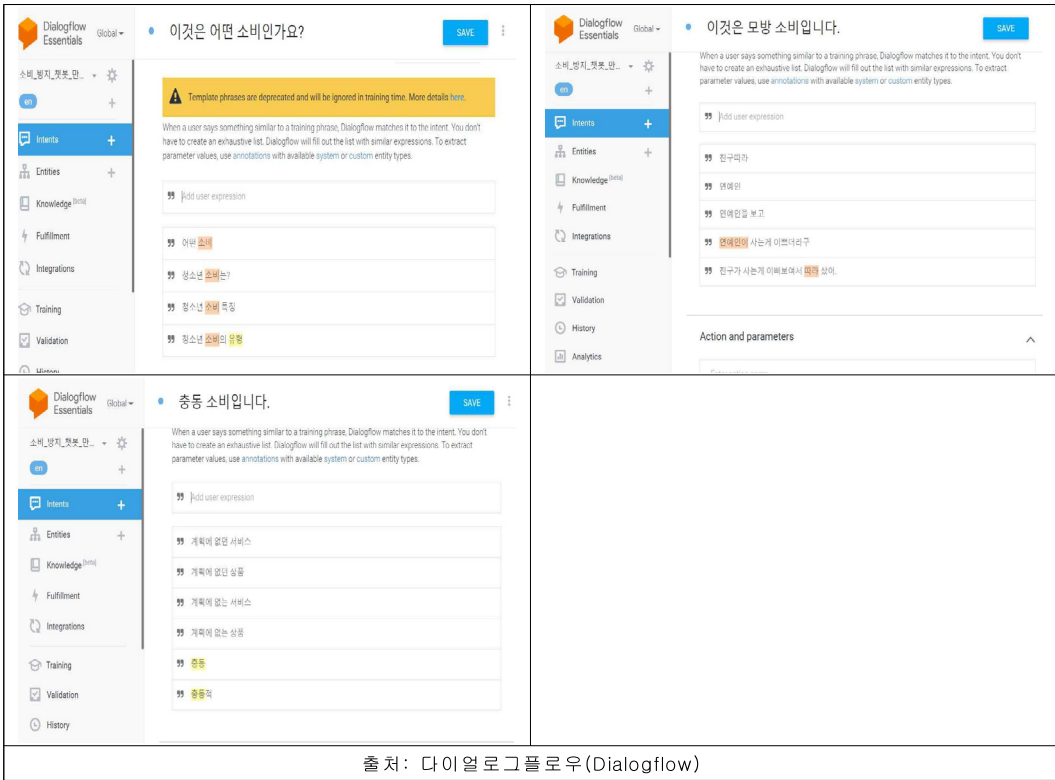 Dialogflow
Essentials
Global
이것은 어떤 소비인가요?
SAVE
소비_방지_챗봇_만...
en
Intents
Entities
Knowledge [beta]
Fulfillment
Integrations
Training
Validation
History
Template phrases are deprecated and will be ignored in training time. More details here.
When a user says something similar to a training phrase, Dialogflow matches it to the intent. You don't
have to create an exhaustive list. Dialogflow will fill out the list with similar expressions. To extract
parameter values, use annotations with available system or custom entity types.
Add user expression
어떤 소비
청소년 소비는?
청소년 소비 특징
청소년 소비의 유형
Dialogflow
Essentials
Global
이것은 모방 소비입니다.
SAVE
소비_방지_챗봇_만...
en
Intents
Entities
Knowledge [beta]
Fulfillment
Integrations
Training
Validation
History
Analytics
When a user says something similar to a training phrase, Dialogflow matches it to the intent. You don't
have to create an exhaustive list. Dialogflow will fill out the list with similar expressions. To extract
parameter values, use annotations with available system or custom entity types.
Add user expression
친구따라
연예인
연예인을 보고
연예인이 사는게 이쁘더라구
친구가 사는게 이뻐보여서 따라 샀어.
Action and parameters
Dialogflow
Essentials
Global
충동 소비입니다.
SAVE
소비_방지_챗봇_만...
en
Intents
Entities
Knowledge [beta]
Fulfillment
Integrations
Training
Validation
History
When a user says something similar to a training phrase, Dialogflow matches it to the intent. You don't
have to create an exhaustive list. Dialogflow will fill out the list with similar expressions. To extract
parameter values, use annotations with available system or custom entity types.
Add user expression
계획에 없던 서비스
계획에 없던 상품
계획에 없는 서비스
계획에 없는 상품
충동
충동적
출처: 다이얼로그플로우(Dialogflow)